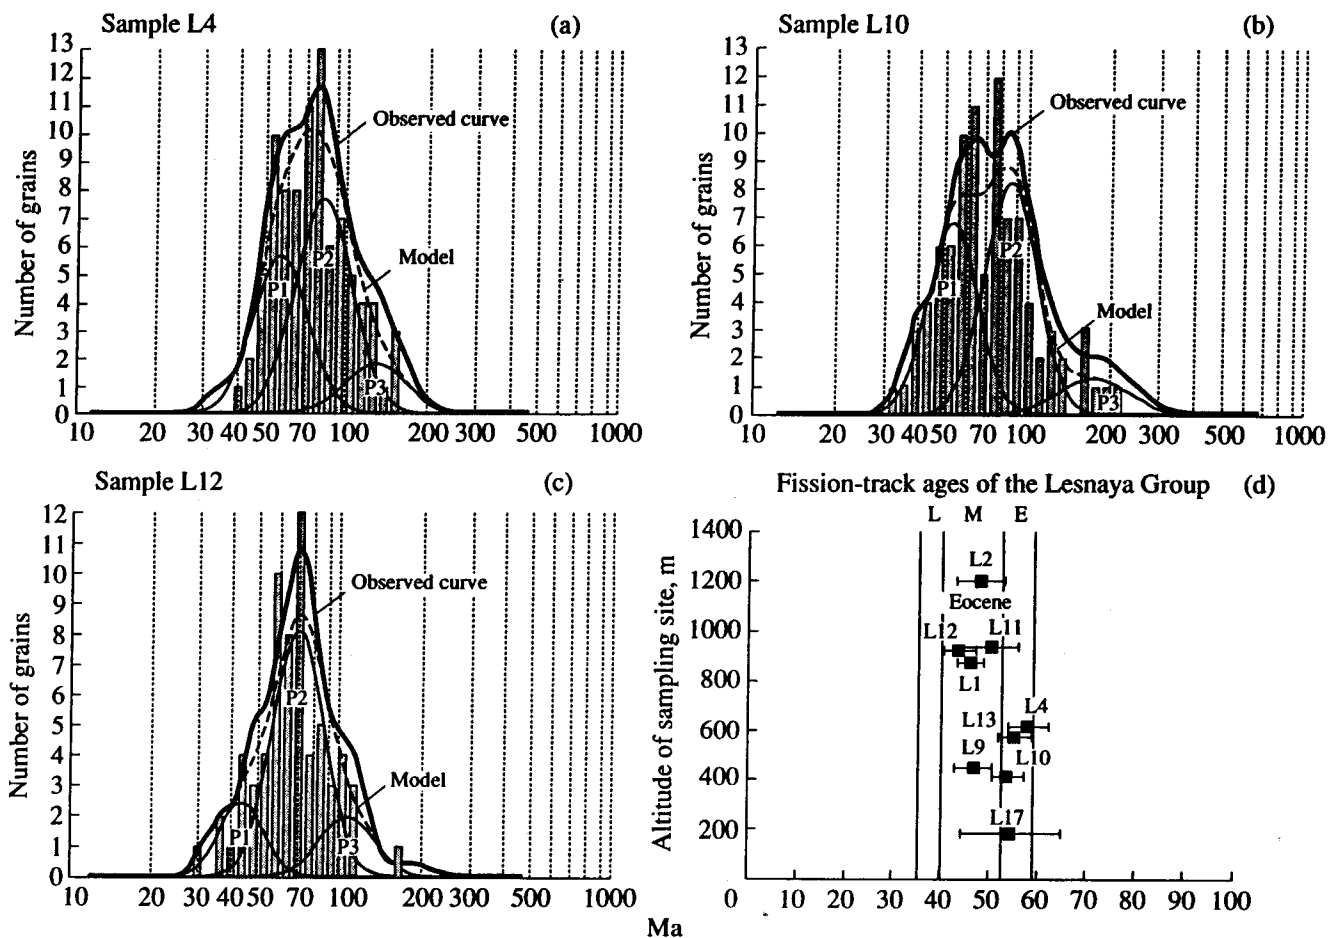 Sample L4 (a)
13
12
11
10
9
8
7
6
5
4
3
2
1
0
Number of grains
Observed curve
Model
P1
P2
P3
10 20 30 40 50 70 100 200 300 500 1000
Sample L10 (b)
13
12
11
10
9
8
7
6
5
4
3
2
1
0
Number of grains
Observed curve
Model
P1
P2
P3
10 20 30 40 50 70 100 200 300 500 1000
Sample L12 (c)
12
11
10
9
8
7
6
5
4
3
2
1
0
Number of grains
Observed curve
Model
P1
P2
P3
10 20 30 40 50 70 100 200 300 500 1000
Fission-track ages of the Lesnaya Group (d)
L M E
1400
1200
1000
800
600
400
200
0
Altitude of sampling site, m
L2
Eocene
L12 L11
L1
L4
L13
L9 L10
L17
10 20 30 40 50 60 70 80 90 100
Ma